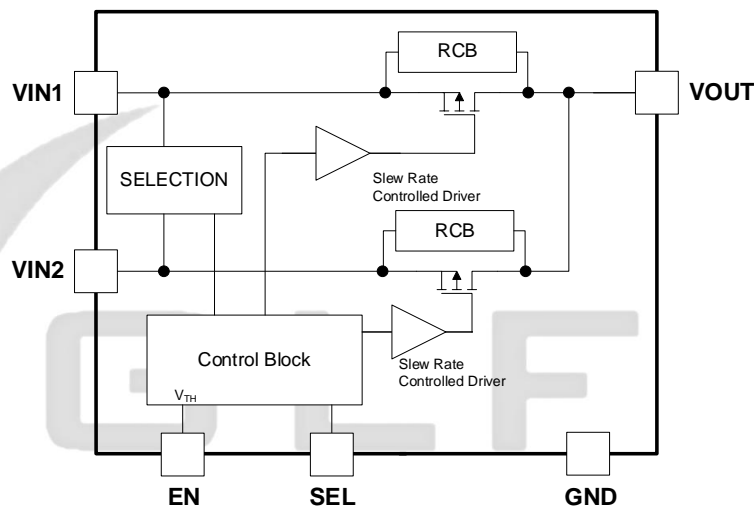 RCB
VIN1
VOUT
SELECTION
Slew Rate
Controlled Driver
RCB
VIN2
Control Block
Slew Rate
Controlled Driver
VTH
GLF
EN
SEL
GND